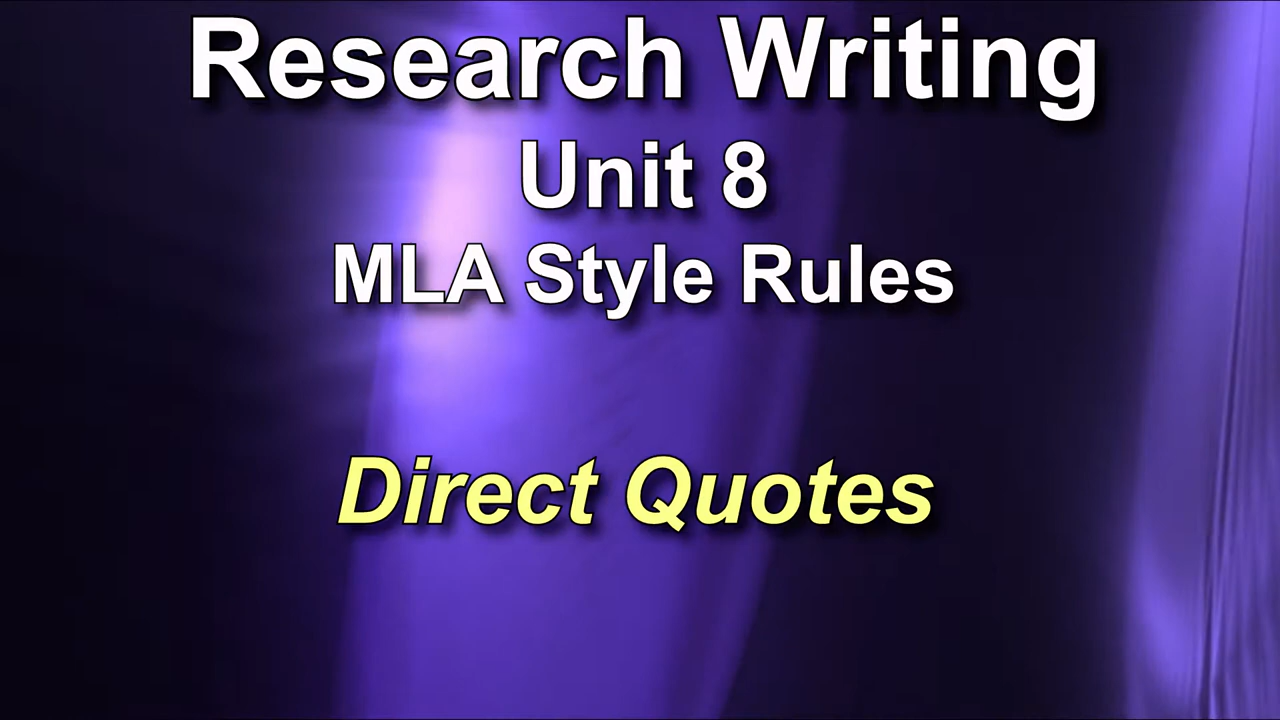 Research Writing
Unit 8
MLA Style Rules
Direct Quotes